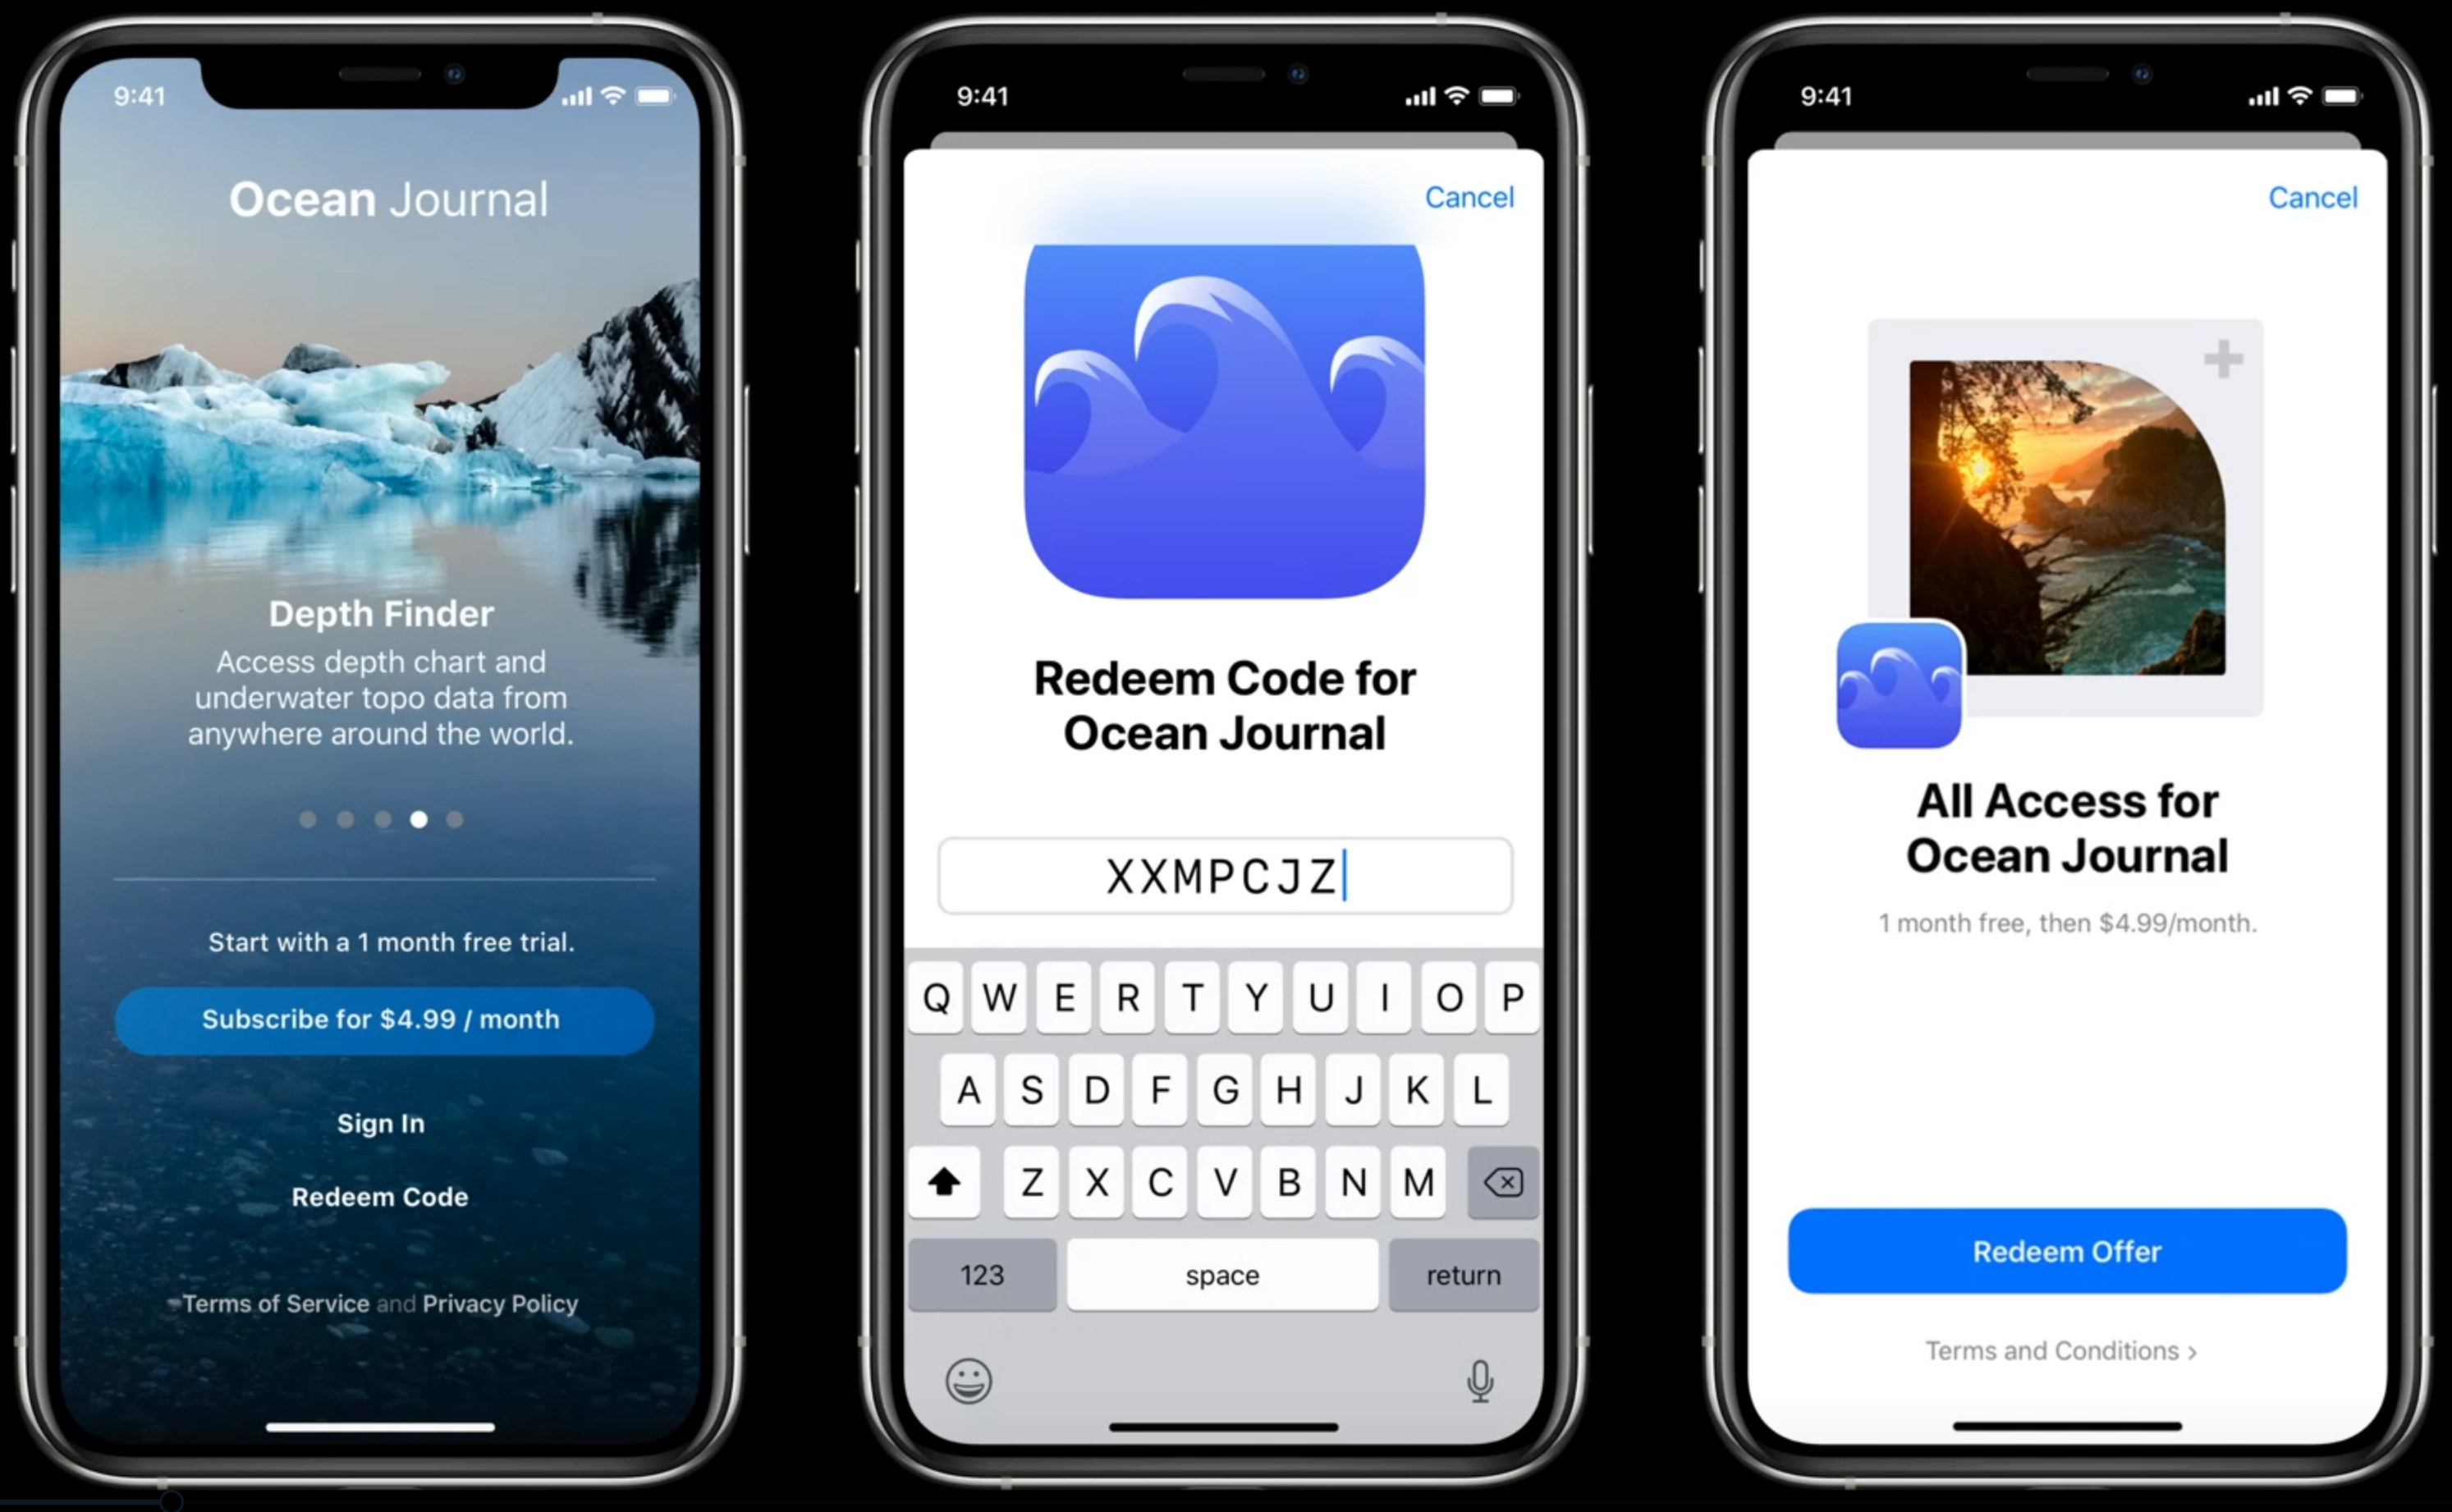 9:41
Ocean Journal
Depth Finder
Access depth chart and
underwater topo data from
anywhere around the world.
Start with a 1 month free trial.
Subscribe for $4.99 / month
Sign In
Redeem Code
Terms of Service and Privacy Policy
9:41
Cancel
Redeem Code for
Ocean Journal
XXMPCJZ
Q W E R T Y U I O P
A S D F G H J K L
Z X C V B N M
123 space return
9:41
Cancel
All Access for
Ocean Journal
1 month free, then $4.99/month.
Redeem Offer
Terms and Conditions >